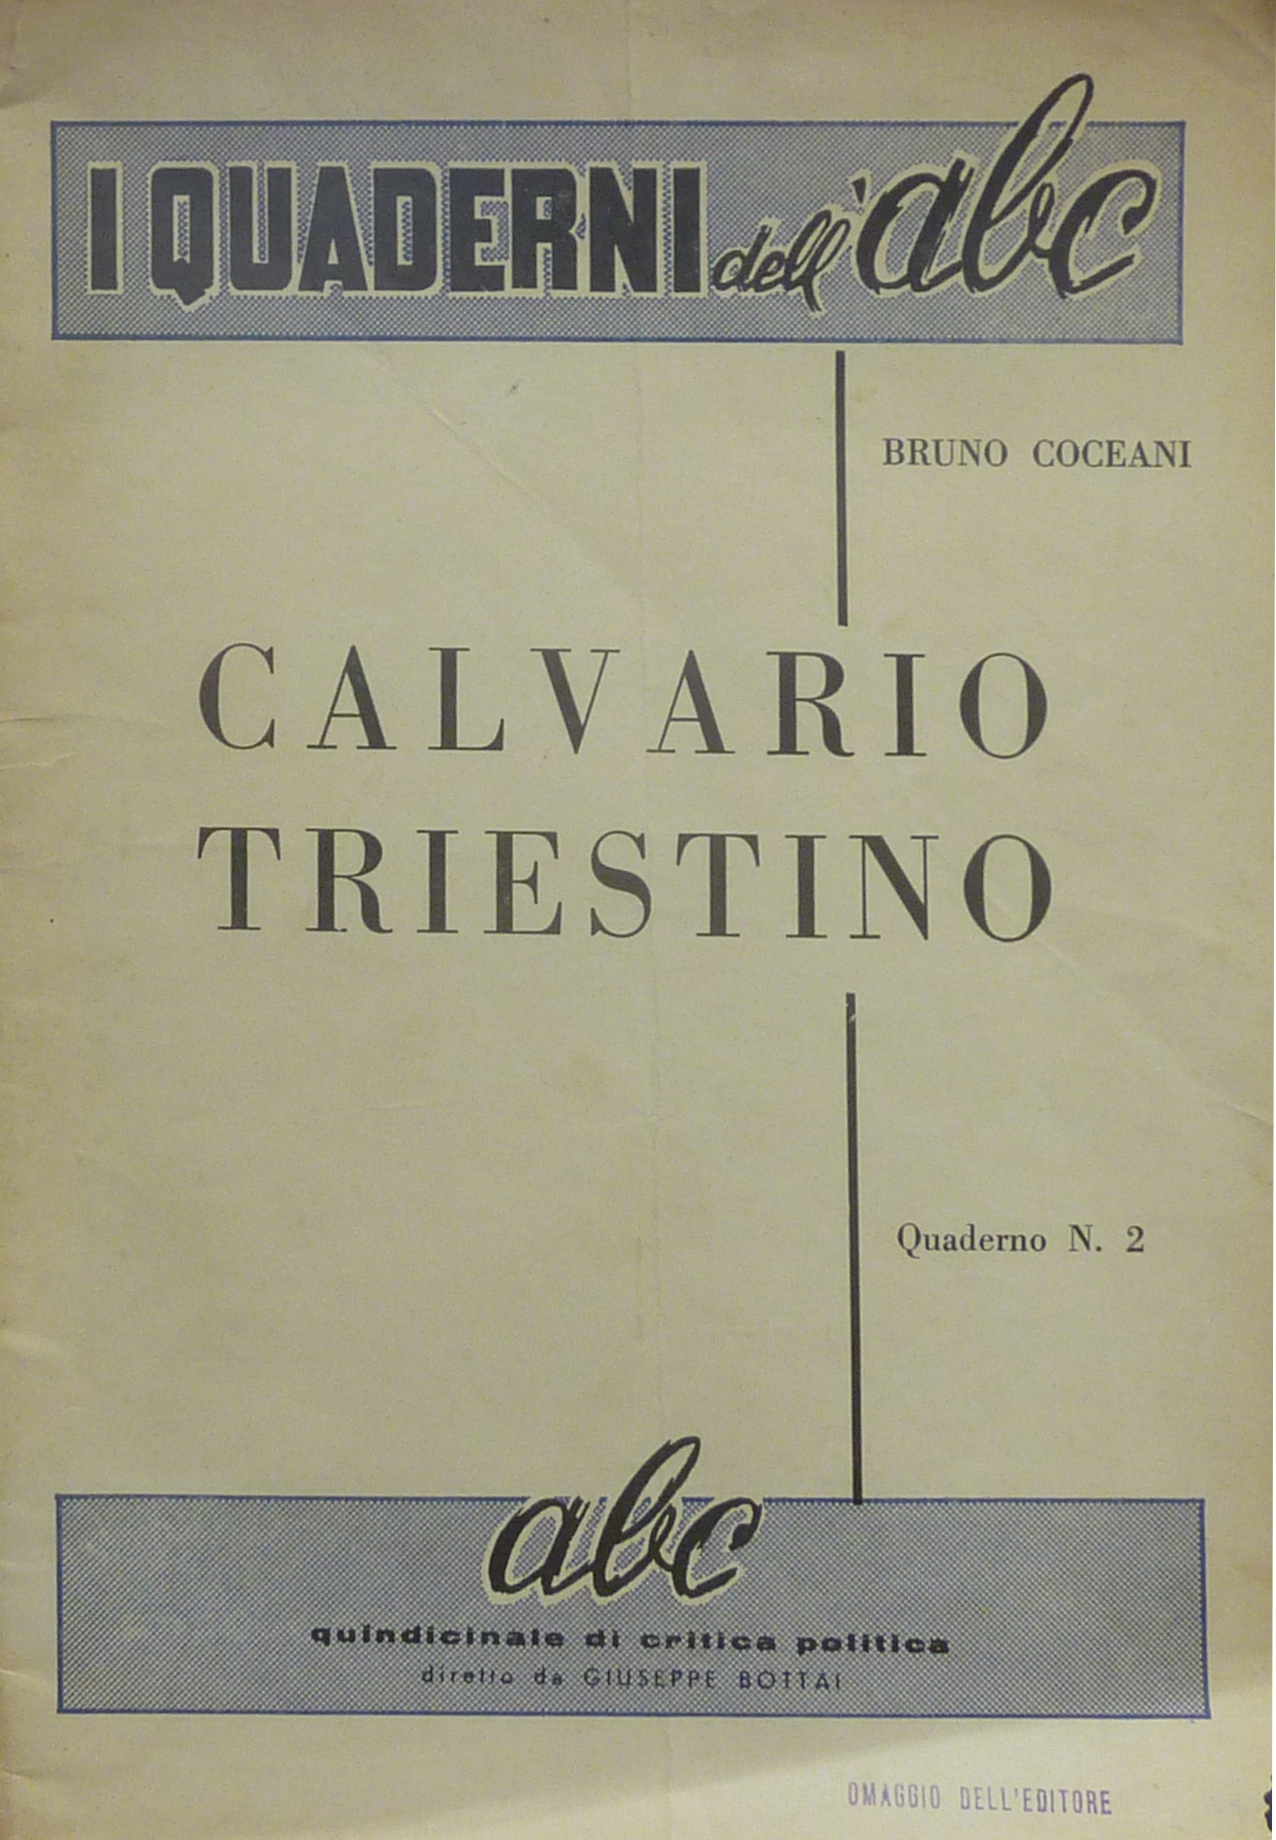 I QUADERNI dell'abc
BRUNO COCEANI
CALVARIO
TRIESTINO
Quaderno N. 2
abc
quindicinale di critica politica
diretto da GIUSEPPE BOTTAI
OMAGGIO DELL'EDITORE